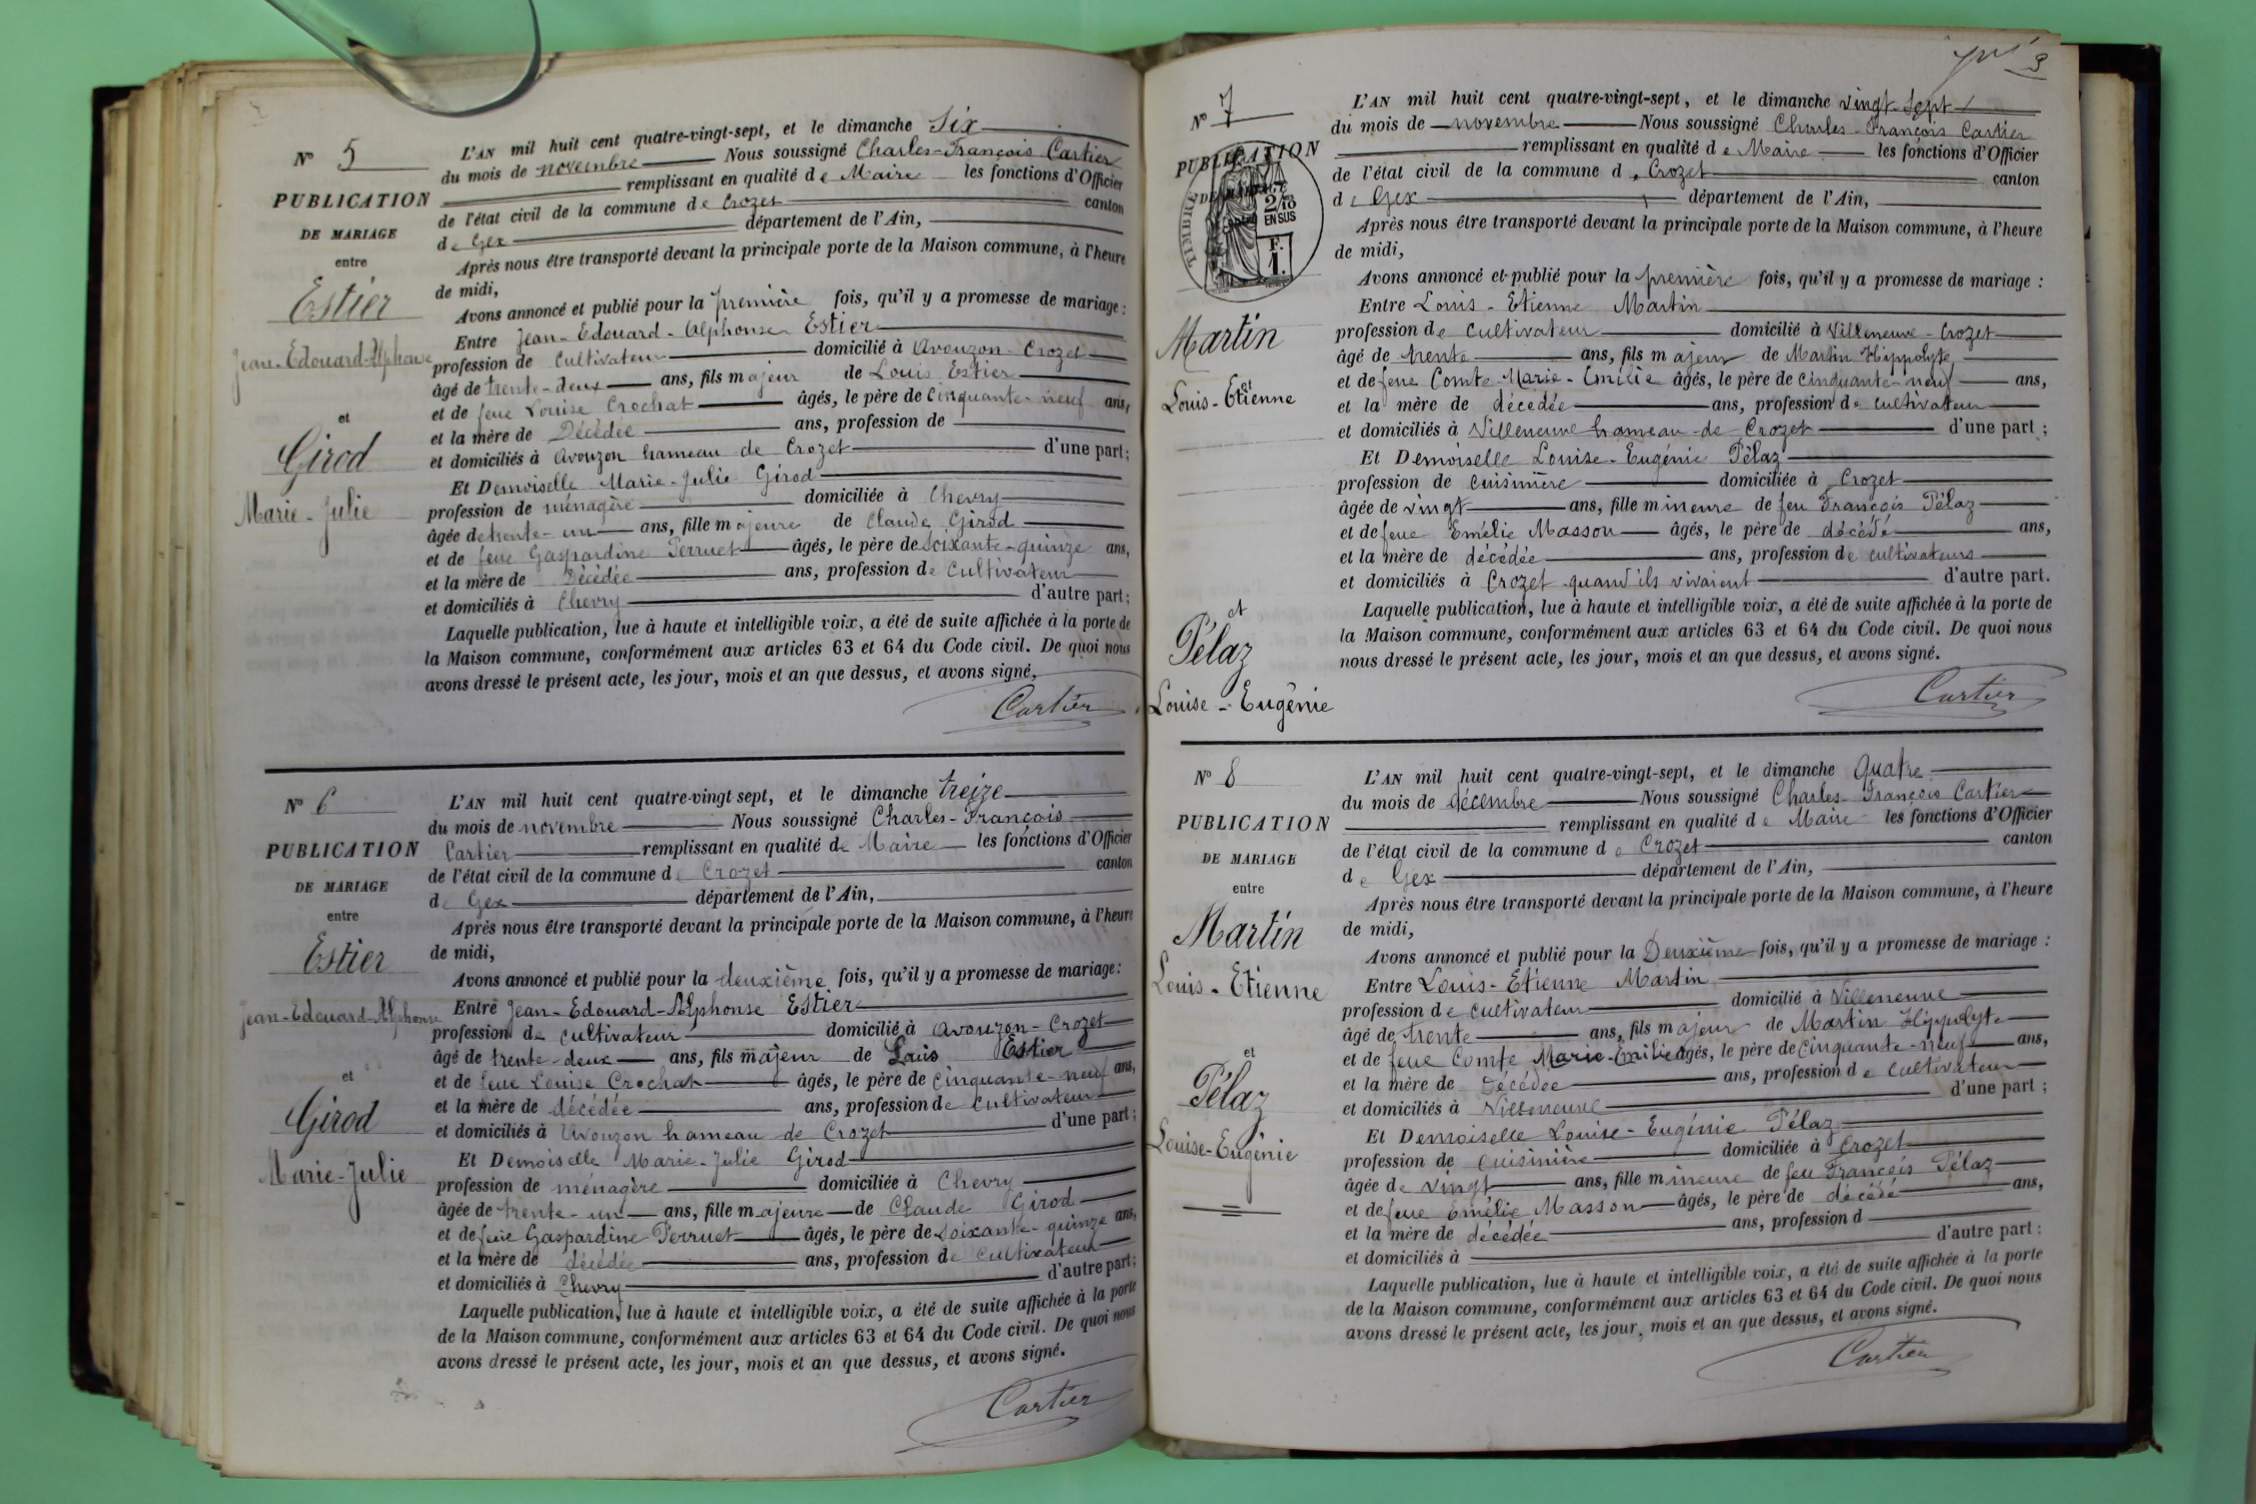 N° 5
PUBLICATION
DE MARIAGE
entre
Estier
Jean-Edouard-Alphonse
et
Girod
Marie-Julie
L'AN mil huit cent quatre-vingt-sept, et le dimanche Six
du mois de novembre Nous soussigné Charles-François Cartier
remplissant en qualité de Maire les fonctions d'Officier
de l'état civil de la commune de Crozet canton
de Gex département de l'Ain,
Après nous être transporté devant la principale porte de la Maison commune, à l'heure
de midi,
Avons annoncé et publié pour la première fois, qu'il y a promesse de mariage :
Entre Jean-Edouard-Alphonse Estier
profession de Cultivateur domicilié à Avouzon-Crozet
âgé de trente-deux ans, fils majeur de Louis Estier
et de feue Louise Crochat âgés, le père de Cinquante-neuf ans,
et la mère de Décédée ans, profession de
et domiciliés à Avouzon hameau de Crozet d'une part;
Et Demoiselle Marie-Julie Girod
profession de ménagère domiciliée à Chevry
âgée de trente-un ans, fille majeure de Claude Girod
et de feue Gaspardine Perruet âgés, le père de Soixante-quinze ans,
et la mère de Décédée ans, profession de Cultivateur
et domiciliés à Chevry d'autre part;
Laquelle publication, lue à haute et intelligible voix, a été de suite affichée à la porte de
la Maison commune, conformément aux articles 63 et 64 du Code civil. De quoi nous
avons dressé le présent acte, les jour, mois et an que dessus, et avons signé.
Cartier
N° 6
PUBLICATION
DE MARIAGE
entre
Estier
Jean-Edouard-Alphonse
et
Girod
Marie-Julie
L'AN mil huit cent quatre-vingt sept, et le dimanche treize
du mois de novembre Nous soussigné Charles-François
Cartier remplissant en qualité de Maire les fonctions d'Officier
de l'état civil de la commune de Crozet canton
de Gex département de l'Ain,
Après nous être transporté devant la principale porte de la Maison commune, à l'heure
de midi,
Avons annoncé et publié pour la deuxième fois, qu'il y a promesse de mariage:
Entre Jean-Edouard-Alphonse Estier
profession de cultivateur domicilié à Avouzon-Crozet
âgé de trente-deux ans, fils majeur de Louis Estier
et de feue Louise Crochat âgés, le père de cinquante-neuf ans,
et la mère de décédée ans, profession de Cultivateur
et domiciliés à Avouzon hameau de Crozet d'une part;
Et Demoiselle Marie-Julie Girod
profession de ménagère domiciliée à Chevry
âgée de trente-un ans, fille majeure de Claude Girod
et de feue Gaspardine Perruet âgés, le père de Soixante-quinze ans,
et la mère de décédée ans, profession de Cultivateur
et domiciliés à Chevry d'autre part;
Laquelle publication, lue à haute et intelligible voix, a été de suite affichée à la porte
de la Maison commune, conformément aux articles 63 et 64 du Code civil. De quoi nous
avons dressé le présent acte, les jour, mois et an que dessus, et avons signé.
Cartier
3
N° 7
PUBLICATION
DE MARIAGE
TIMBRE
2/10
EN SUS
F.
1.
Martin
et
Louis-Etienne
et
Pélaz
Louise-Eugénie
L'AN mil huit cent quatre-vingt-sept, et le dimanche vingt-sept
du mois de novembre Nous soussigné Charles-François Cartier
remplissant en qualité de Maire les fonctions d'Officier
de l'état civil de la commune de Crozet canton
de Gex département de l'Ain,
Après nous être transporté devant la principale porte de la Maison commune, à l'heure
de midi,
Avons annoncé et publié pour la première fois, qu'il y a promesse de mariage :
Entre Louis-Etienne Martin
profession de cultivateur domicilié à Villeneuve-Crozet
âgé de trente ans, fils majeur de Martin Hippolyte
et de feue Comte Marie-Emilie âgés, le père de cinquante-neuf ans,
et la mère de décédée ans, profession de cultivateur
et domiciliés à Villeneuve hameau de Crozet d'une part ;
Et Demoiselle Louise-Eugénie Pélaz
profession de cuisinière domiciliée à Crozet
âgée de vingt ans, fille mineure de feu François Pélaz
et de feue Emélie Masson âgés, le père de décédé ans,
et la mère de décédée ans, profession de cultivateurs
et domiciliés à Crozet quand ils vivaient d'autre part.
Laquelle publication, lue à haute et intelligible voix, a été de suite affichée à la porte de
la Maison commune, conformément aux articles 63 et 64 du Code civil. De quoi nous
nous dressé le présent acte, les jour, mois et an que dessus, et avons signé.
Cartier
N° 8
PUBLICATION
DE MARIAGE
entre
Martin
Louis-Etienne
et
Pélaz
Louise-Eugénie
L'AN mil huit cent quatre-vingt-sept, et le dimanche quatre
du mois de décembre Nous soussigné Charles-François Cartier
remplissant en qualité de Maire les fonctions d'Officier
de l'état civil de la commune de Crozet canton
de Gex département de l'Ain,
Après nous être transporté devant la principale porte de la Maison commune, à l'heure
de midi,
Avons annoncé et publié pour la Deuxième fois, qu'il y a promesse de mariage :
Entre Louis-Etienne Martin
profession de cultivateur domicilié à Villeneuve
âgé de trente ans, fils majeur de Martin Hippolyte
et de feue Comte Marie-Emilie âgés, le père de cinquante-neuf ans,
et la mère de Décédée ans, profession de cultivateur
et domiciliés à Villeneuve d'une part ;
Et Demoiselle Louise-Eugénie Pélaz
profession de cuisinière domiciliée à Crozet
âgée de vingt ans, fille mineure de feu François Pélaz
et de feue Emélie Masson âgés, le père de décédé ans,
et la mère de décédée ans, profession d
et domiciliés à d'autre part :
Laquelle publication, lue à haute et intelligible voix, a été de suite affichée à la porte
de la Maison commune, conformément aux articles 63 et 64 du Code civil. De quoi nous
avons dressé le présent acte, les jour, mois et an que dessus, et avons signé.
Cartier